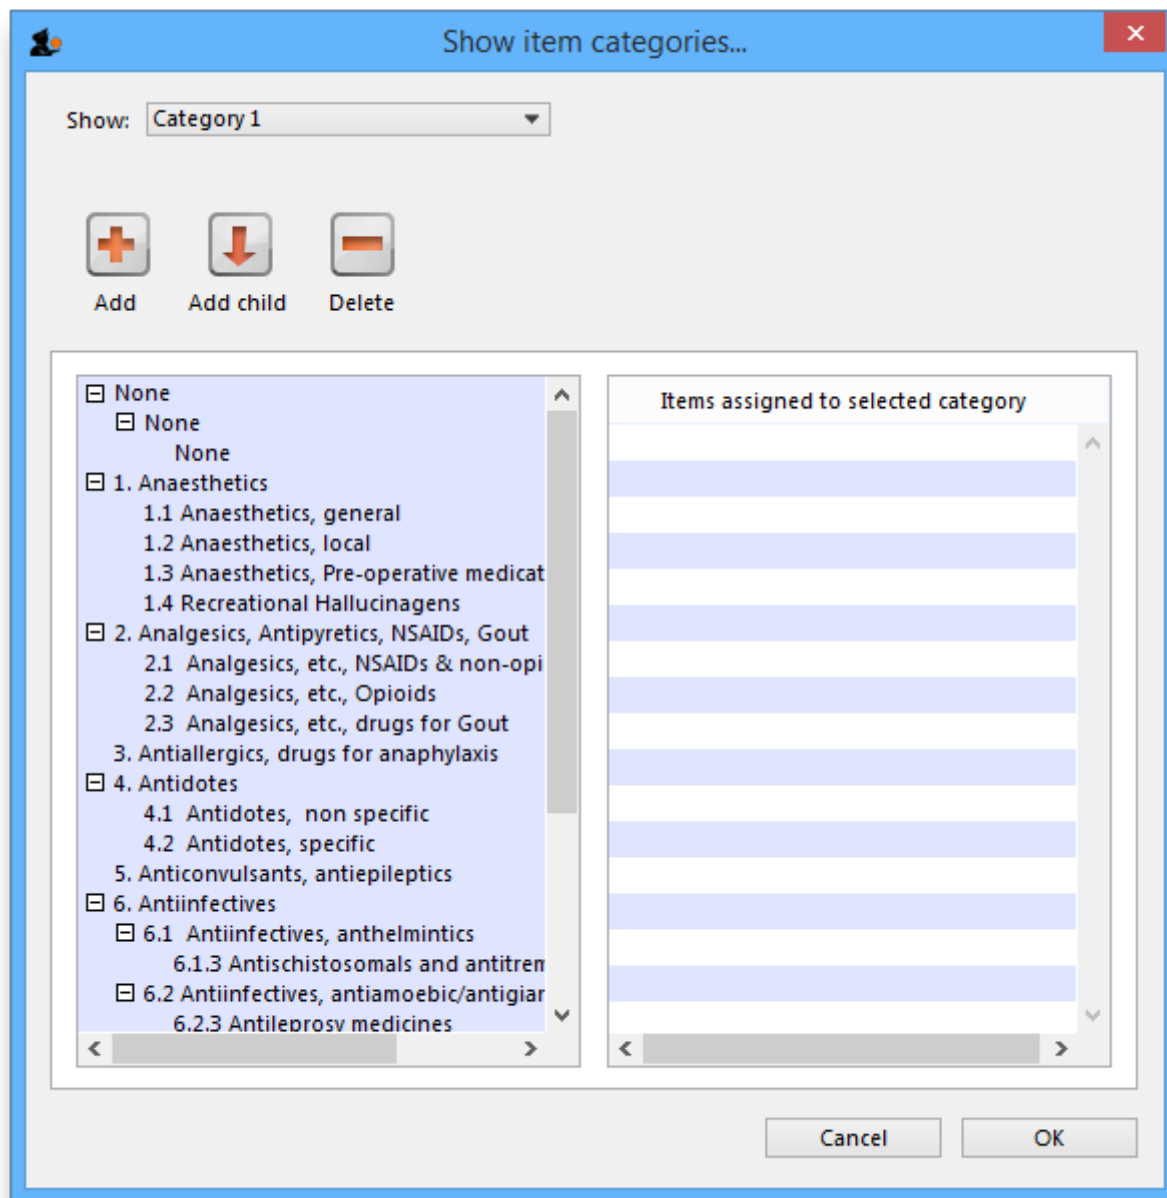 Show item categories...
Show: Category 1
Add Add child Delete
None
None
None
1. Anaesthetics
1.1 Anaesthetics, general
1.2 Anaesthetics, local
1.3 Anaesthetics, Pre-operative medicat
1.4 Recreational Hallucinagens
2. Analgesics, Antipyretics, NSAIDs, Gout
2.1 Analgesics, etc., NSAIDs & non-opi
2.2 Analgesics, etc., Opioids
2.3 Analgesics, etc., drugs for Gout
3. Antiallergics, drugs for anaphylaxis
4. Antidotes
4.1 Antidotes, non specific
4.2 Antidotes, specific
5. Anticonvulsants, antiepileptics
6. Antiinfectives
6.1 Antiinfectives, anthelmintics
6.1.3 Antischistosomals and antitrem
6.2 Antiinfectives, antiamoebic/antigiar
6.2.3 Antileprosy medicines
Items assigned to selected category
Cancel OK